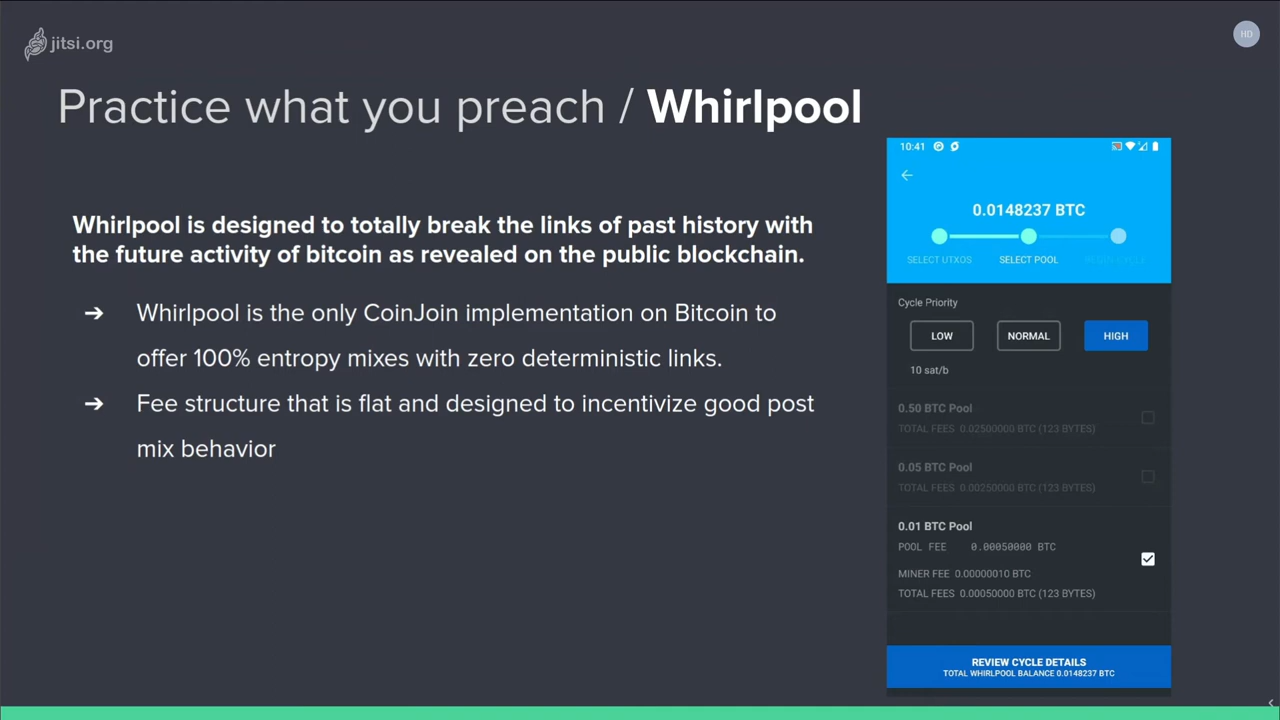 jitsi.org
HD
Practice what you preach / Whirlpool
Whirlpool is designed to totally break the links of past history with
the future activity of bitcoin as revealed on the public blockchain.
➔ Whirlpool is the only CoinJoin implementation on Bitcoin to
offer 100% entropy mixes with zero deterministic links.
➔ Fee structure that is flat and designed to incentivize good post
mix behavior
10:41
0.0148237 BTC
SELECT UTXOS SELECT POOL BEGIN CYCLE
Cycle Priority
LOW NORMAL HIGH
10 sat/b
0.50 BTC Pool
TOTAL FEES 0.02500000 BTC (123 BYTES)
0.05 BTC Pool
TOTAL FEES 0.00250000 BTC (123 BYTES)
0.01 BTC Pool
POOL FEE 0.00050000 BTC
MINER FEE 0.00000010 BTC
TOTAL FEES 0.00050000 BTC (123 BYTES)
REVIEW CYCLE DETAILS
TOTAL WHIRLPOOL BALANCE 0.0148237 BTC